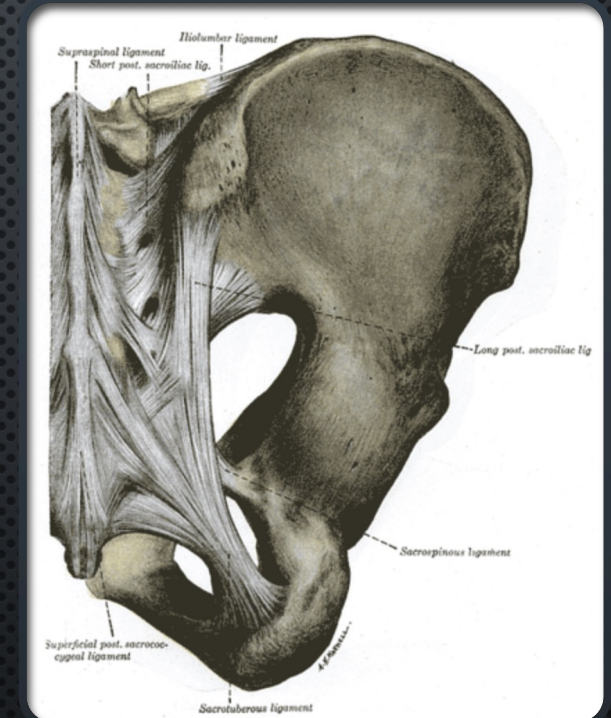 Iliolumbar ligament
Supraspinal ligament
Short post. sacroiliac lig.
Long post. sacroiliac lig
Sacrospinous ligament
Superficial post. sacrococ-
cygeal ligament
Sacrotuberous ligament